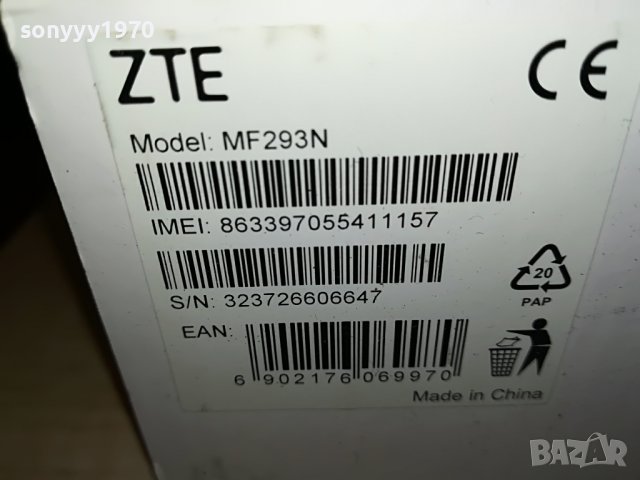 sonyyy1970
ZTE
CE
Model: MF293N
IMEI: 863397055411157
S/N: 323726606647
20
PAP
EAN:
6 902176 069970
Made in China
BAZAR